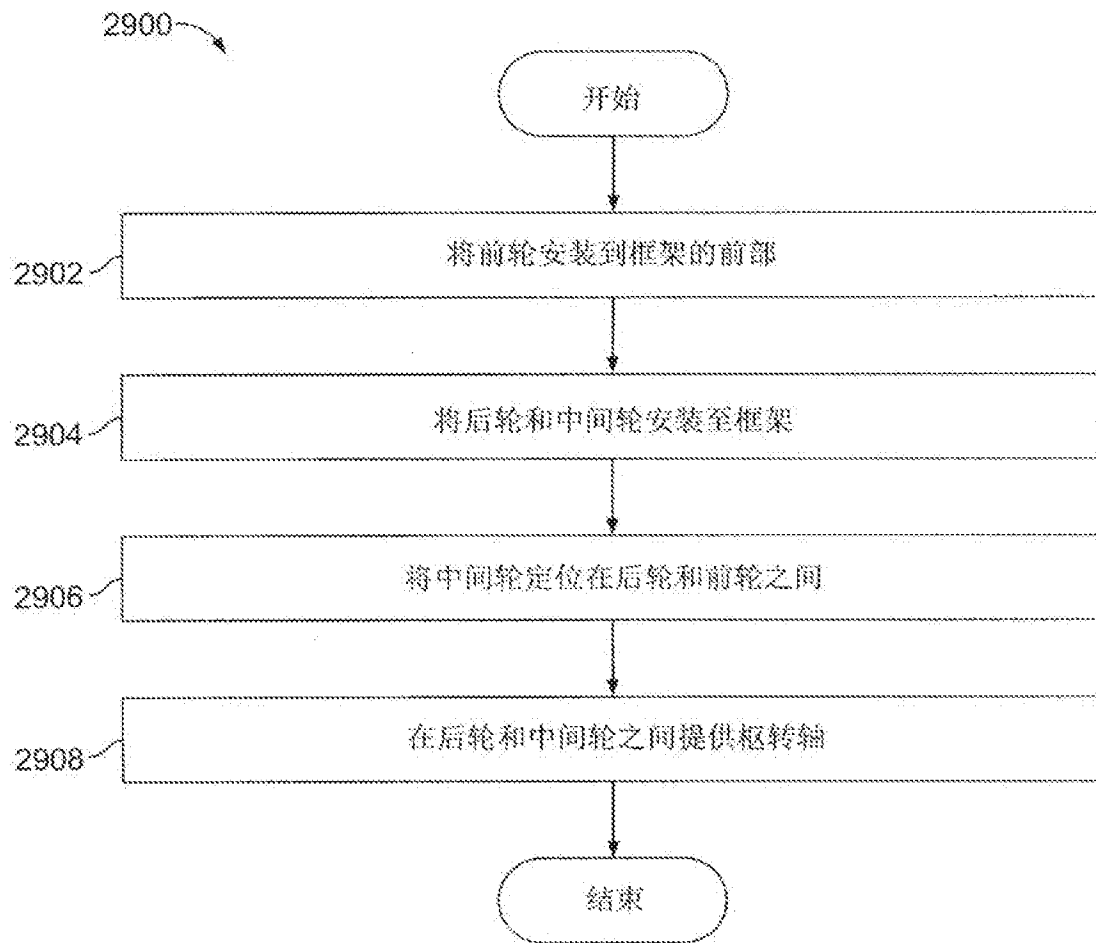 2900
开始
2902
将前轮安装到框架的前部
2904
将后轮和中间轮安装至框架
2906
将中间轮定位在后轮和前轮之间
2908
在后轮和中间轮之间提供枢转轴
结束